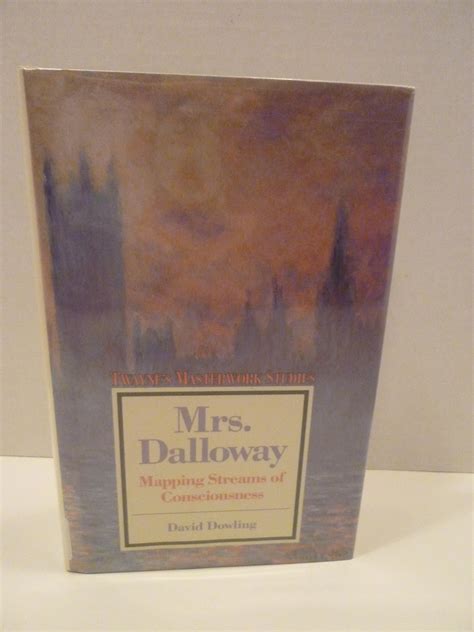 TWAYNE'S MASTERWORK STUDIES
Mrs.
Dalloway
Mapping Streams of
Consciousness
David Dowling